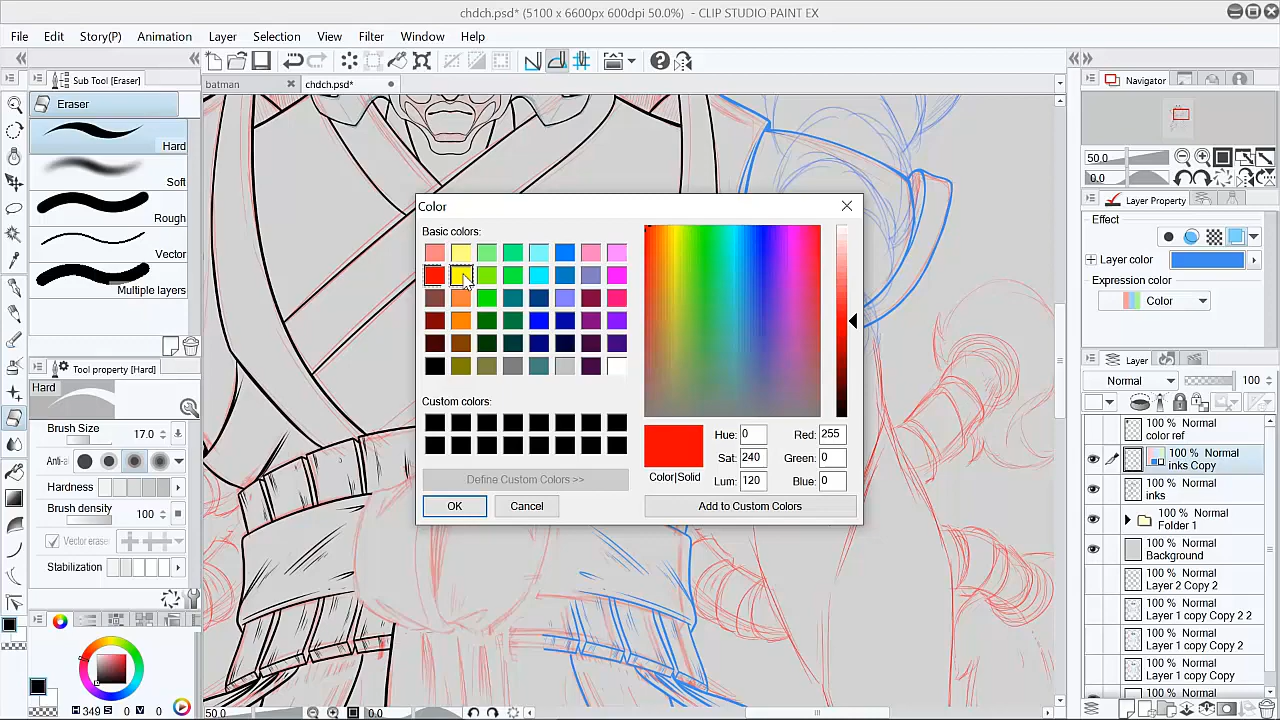 chdch.psd* (5100 x 6600px 600dpi 50.0%) - CLIP STUDIO PAINT EX
File Edit Story(P) Animation Layer Selection View Filter Window Help
batman
chdch.psd*
Sub Tool [Eraser]
Eraser
Hard
Soft
Rough
Vector
Multiple layers
Tool property [Hard]
Hard
Brush Size 17.0
Anti-a
Hardness
Brush density 100
Vector eraser
Stabilization
H 349 S 0 V 0
50.0
0.0
Color
Basic colors:
Custom colors:
Define Custom Colors >>
OK
Cancel
Color|Solid
Hue: 0
Sat: 240
Lum: 120
Red: 255
Green: 0
Blue: 0
Add to Custom Colors
Navigator
50.0
0.0
Layer Property
Effect
Layer color
Expression color
Color
Layer
Normal
100
100 % Normal
color ref
100 % Normal
inks Copy
100 % Normal
inks
100 % Normal
Folder 1
100 % Normal
Background
100 % Normal
Layer 2 Copy 2
100 % Normal
Layer 1 copy Copy 2 2
100 % Normal
Layer 1 copy Copy 2
100 % Normal
Layer 1 copy Copy
100 % Normal